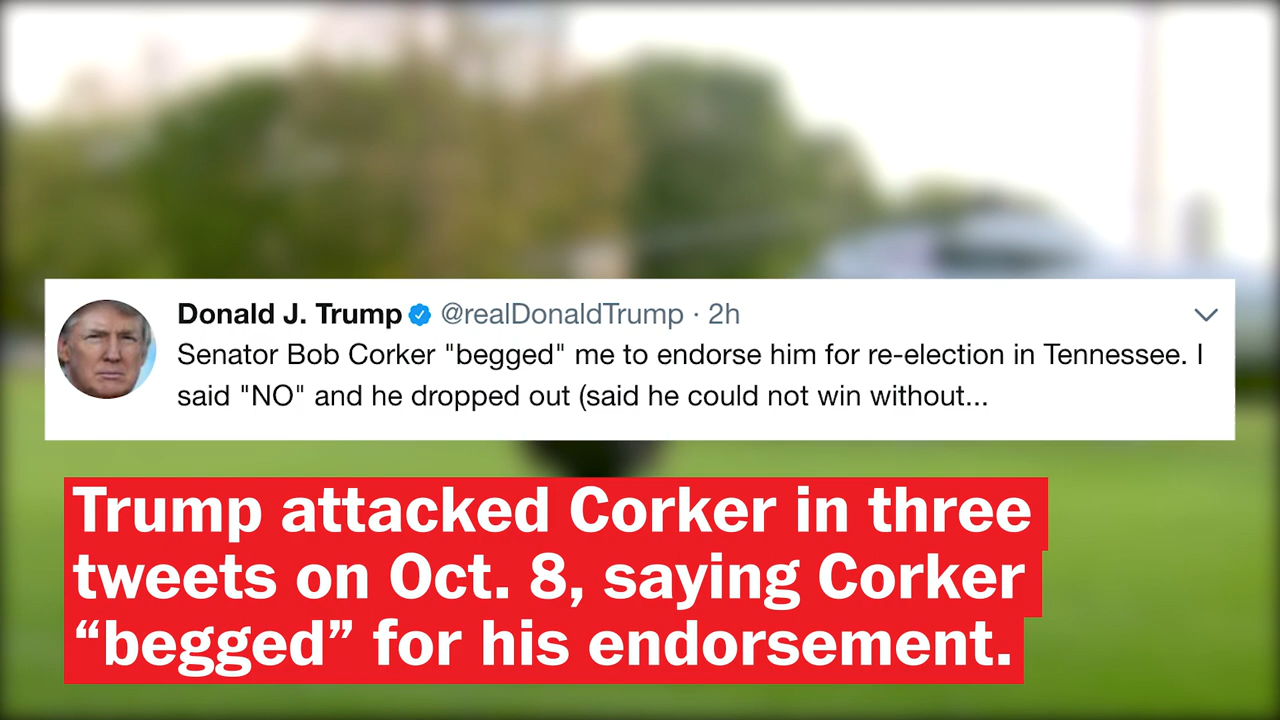 Donald J. Trump @realDonaldTrump · 2h
Senator Bob Corker "begged" me to endorse him for re-election in Tennessee. I
said "NO" and he dropped out (said he could not win without...
Trump attacked Corker in three
tweets on Oct. 8, saying Corker
“begged” for his endorsement.